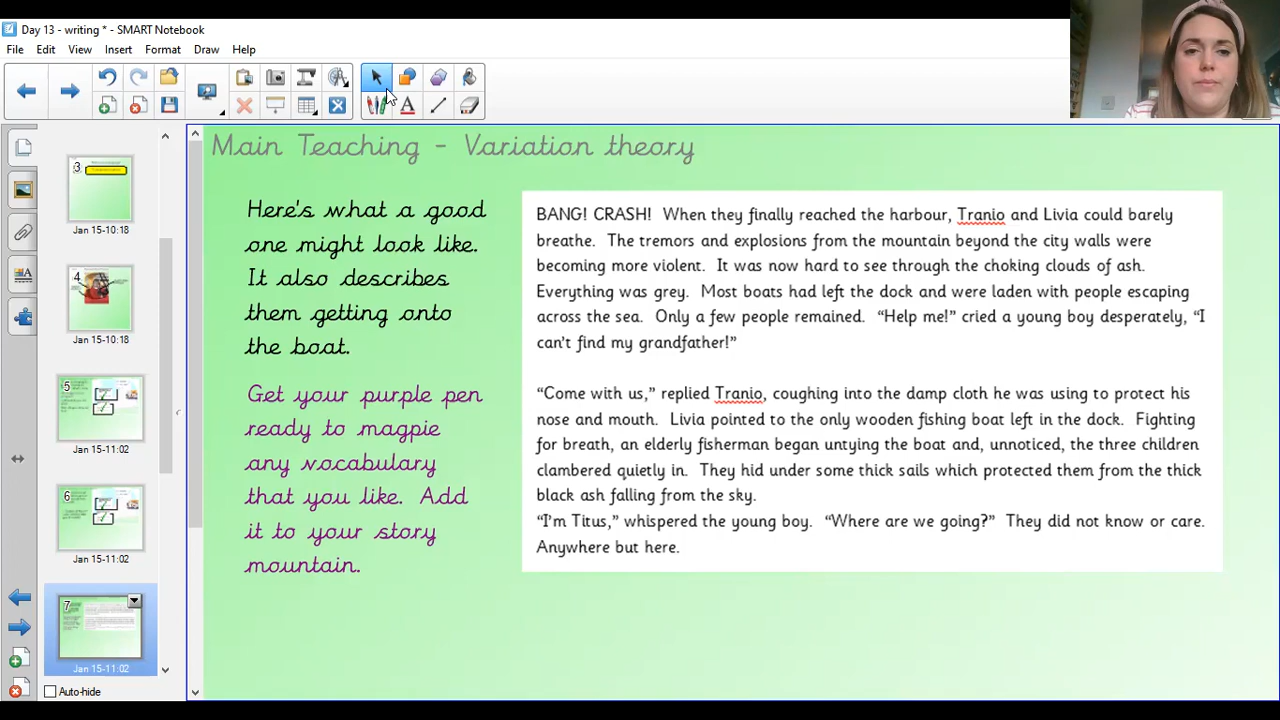 Day 13 - writing * - SMART Notebook
File Edit View Insert Format Draw Help
3
Jan 15-10:18
4
Jan 15-10:18
5
Jan 15-11:02
6
Jan 15-11:02
7
Jan 15-11:02
Auto-hide
Main Teaching - Variation theory
Here's what a good
one might look like.
It also describes
them getting onto
the boat.
Get your purple pen
ready to magpie
any vocabulary
that you like. Add
it to your story
mountain.
BANG! CRASH! When they finally reached the harbour, Tranio and Livia could barely
breathe. The tremors and explosions from the mountain beyond the city walls were
becoming more violent. It was now hard to see through the choking clouds of ash.
Everything was grey. Most boats had left the dock and were laden with people escaping
across the sea. Only a few people remained. “Help me!” cried a young boy desperately, “I
can’t find my grandfather!”
“Come with us,” replied Tranio, coughing into the damp cloth he was using to protect his
nose and mouth. Livia pointed to the only wooden fishing boat left in the dock. Fighting
for breath, an elderly fisherman began untying the boat and, unnoticed, the three children
clambered quietly in. They hid under some thick sails which protected them from the thick
black ash falling from the sky.
“I’m Titus,” whispered the young boy. “Where are we going?” They did not know or care.
Anywhere but here.